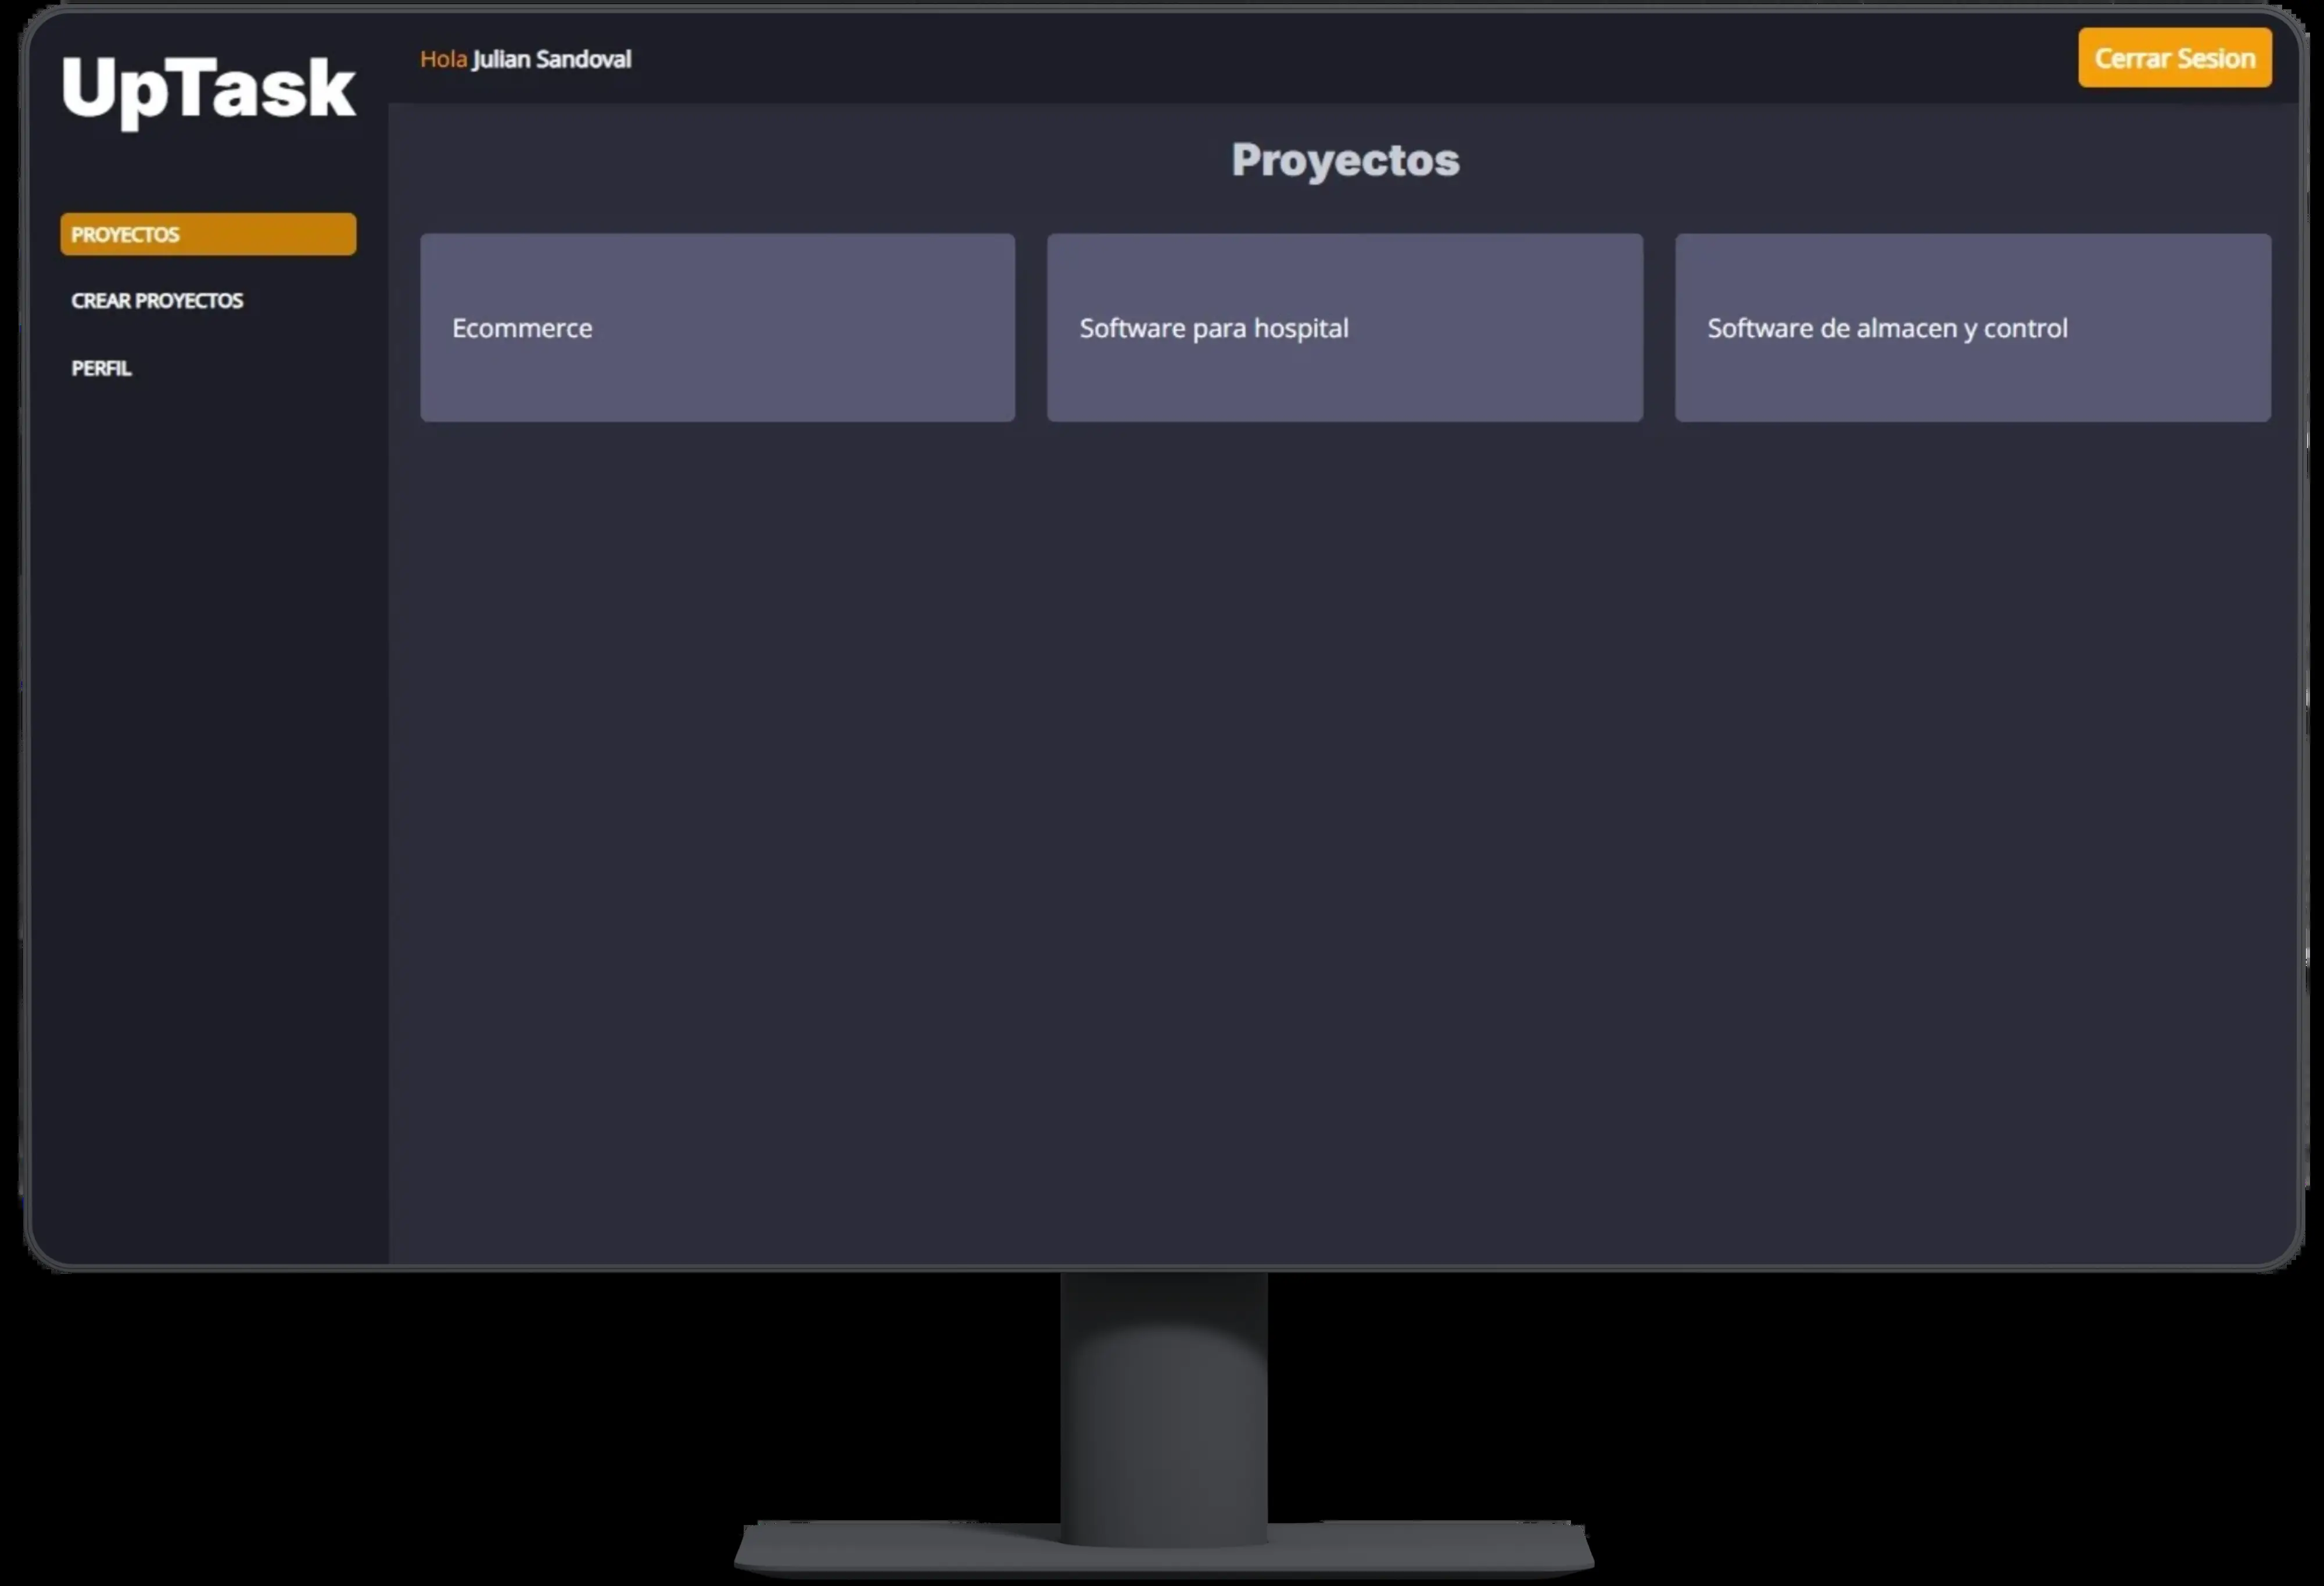 UpTask
Hola Julian Sandoval
Cerrar Sesion
PROYECTOS
CREAR PROYECTOS
PERFIL
Proyectos
Ecommerce
Software para hospital
Software de almacen y control